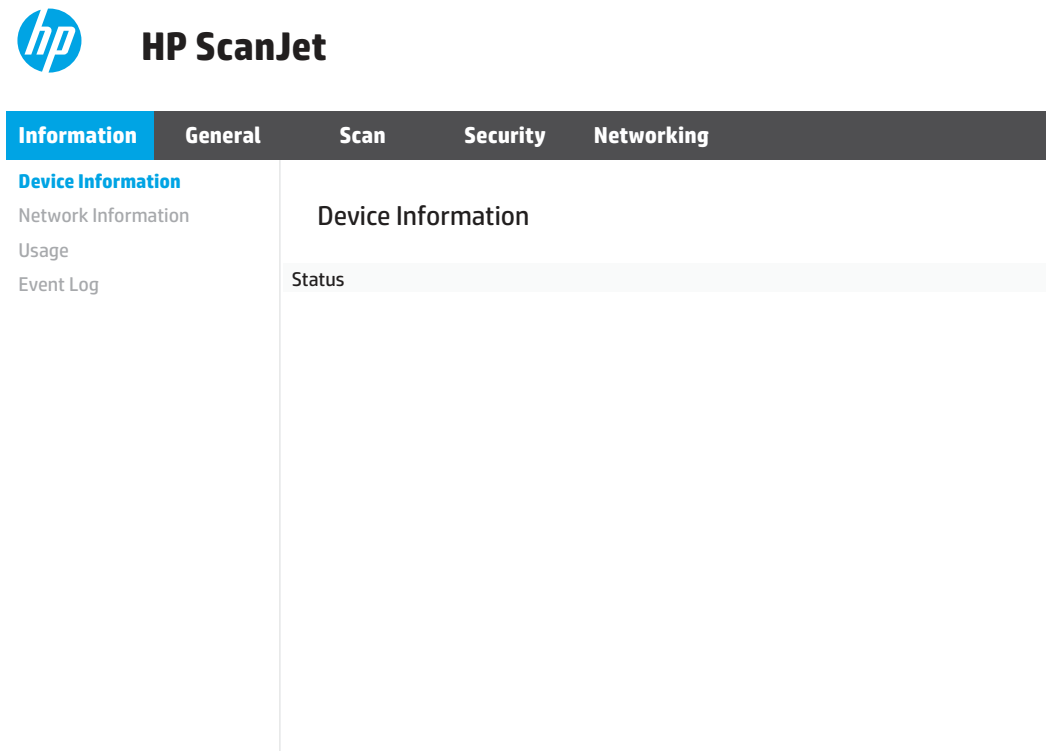 hp
HP ScanJet
Information General Scan Security Networking
Device Information
Network Information
Usage
Event Log
Device Information
Status